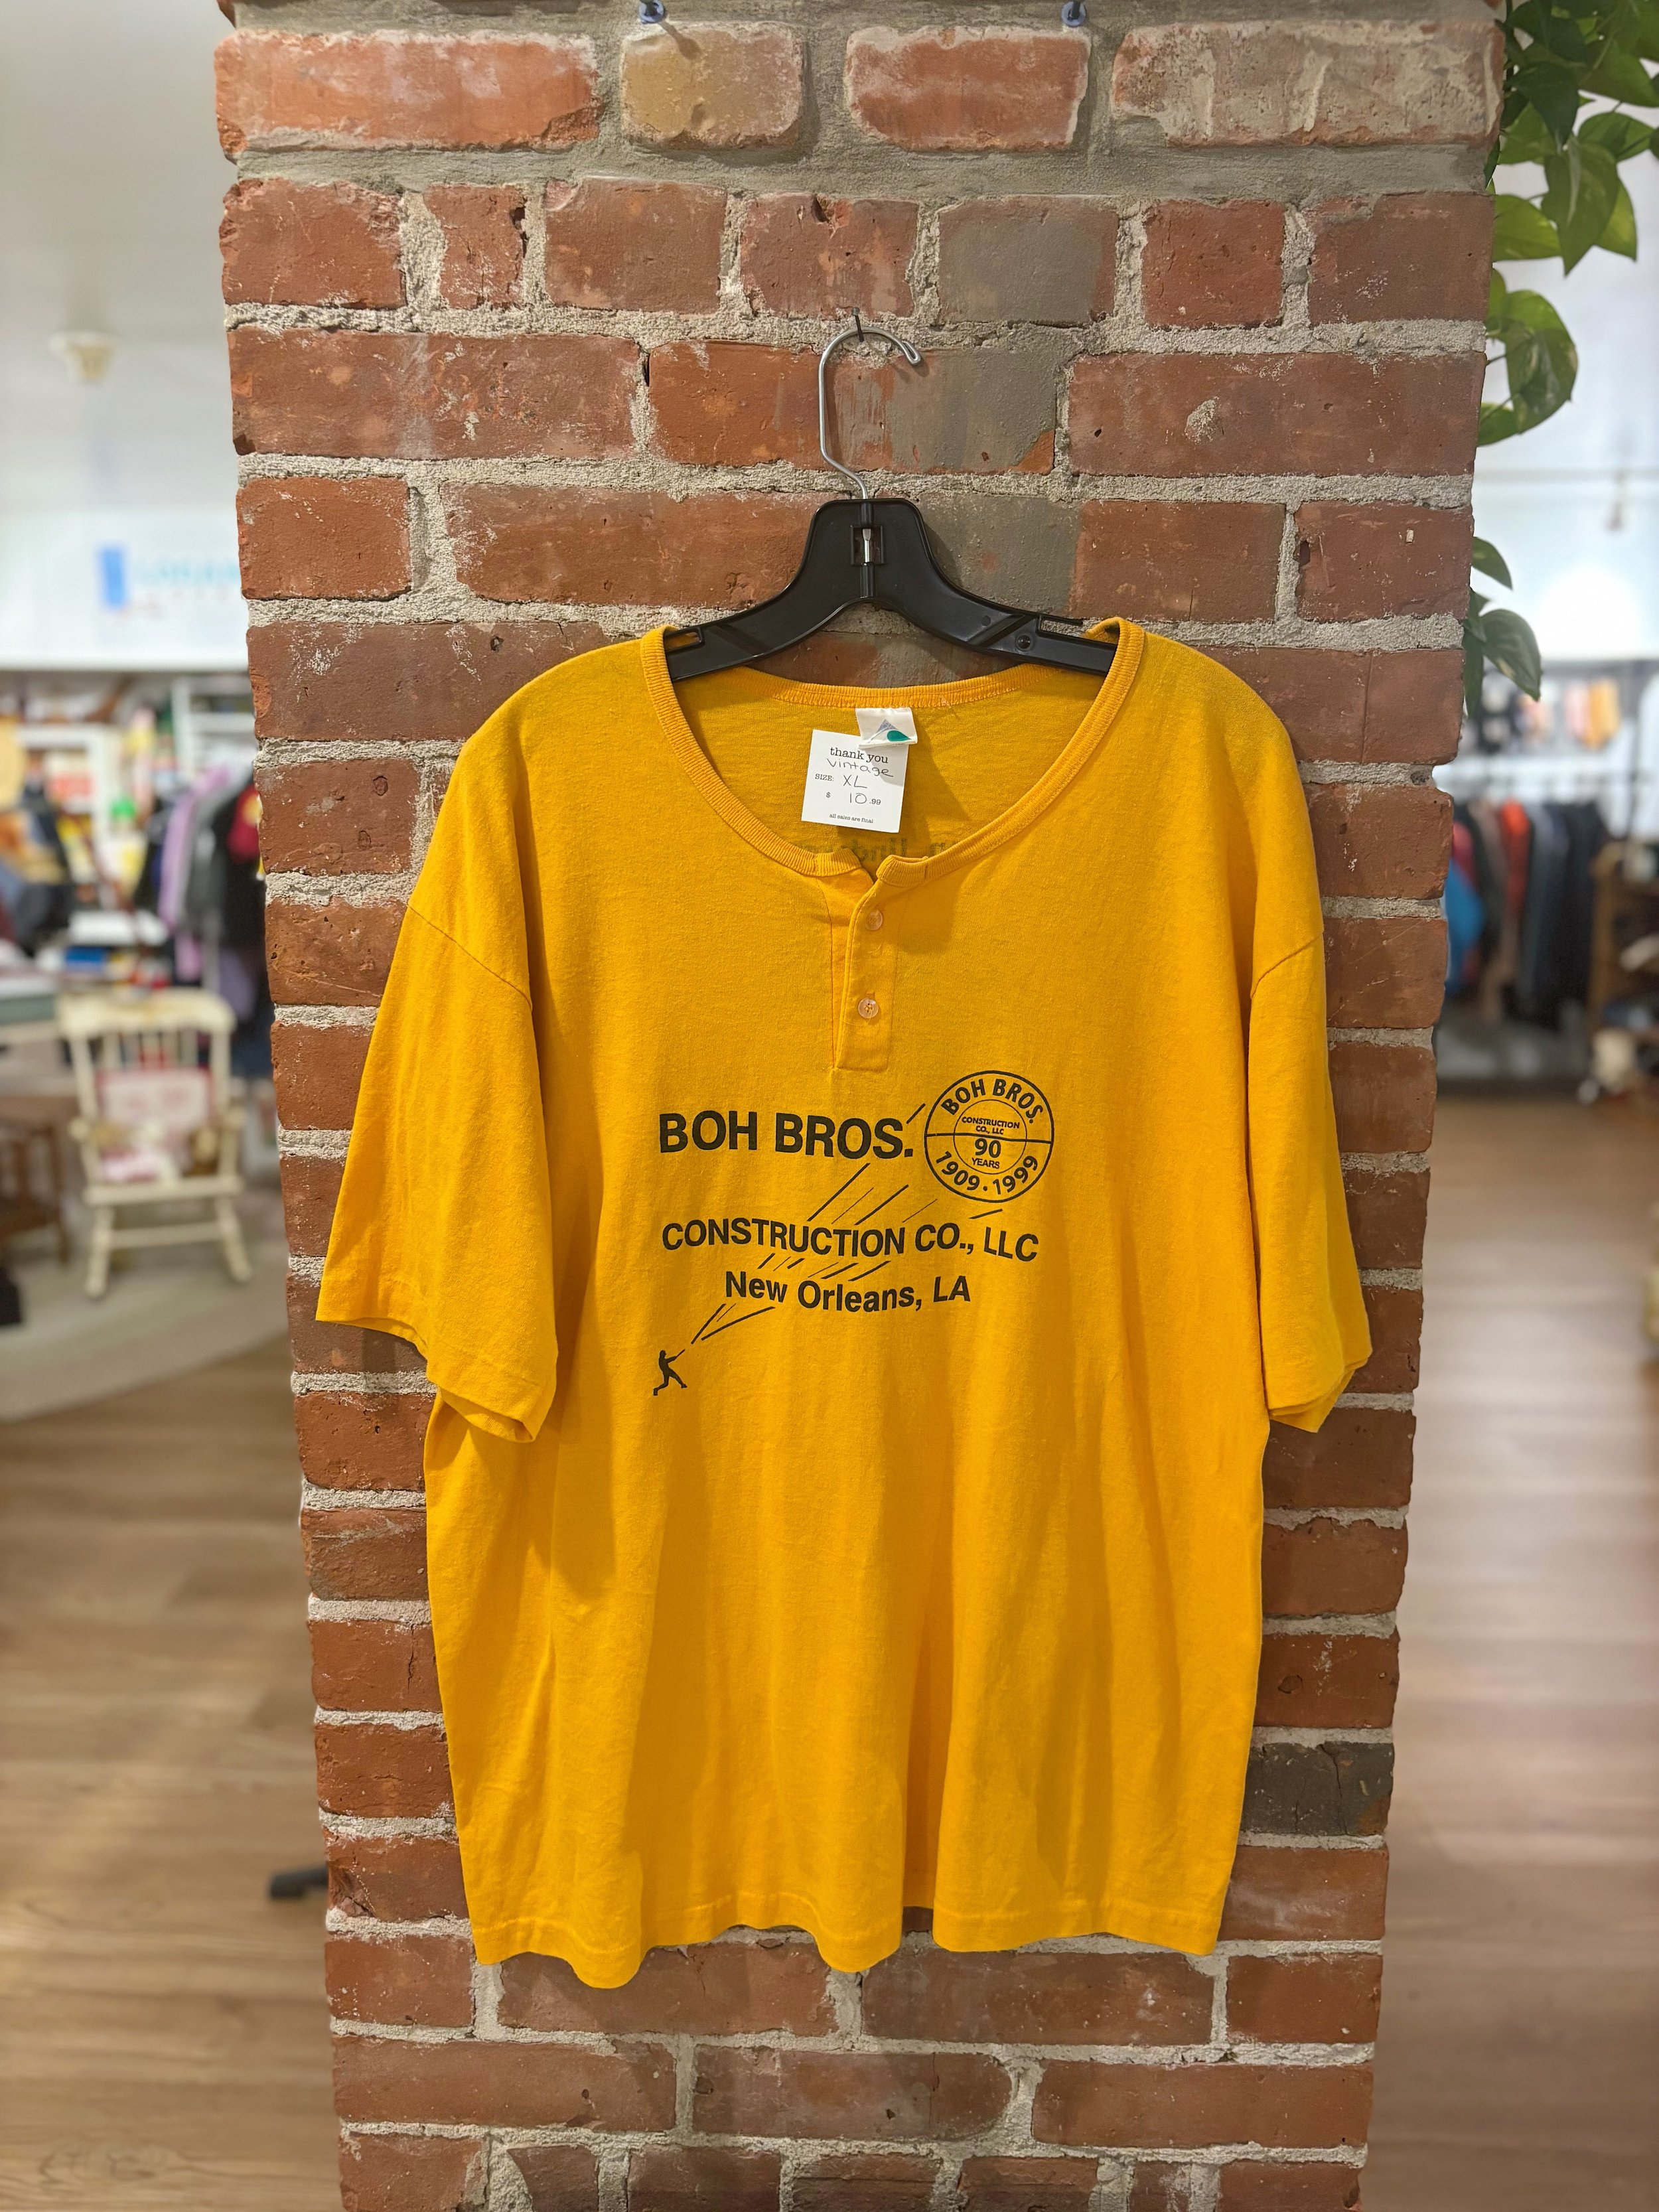 thank you
vintage
SIZE: XL
$ 10.99
all sales are final
BOH BROS.
BOH BROS.
CONSTRUCTION
CO., LLC
90
YEARS
1909 · 1999
CONSTRUCTION CO., LLC
New Orleans, LA